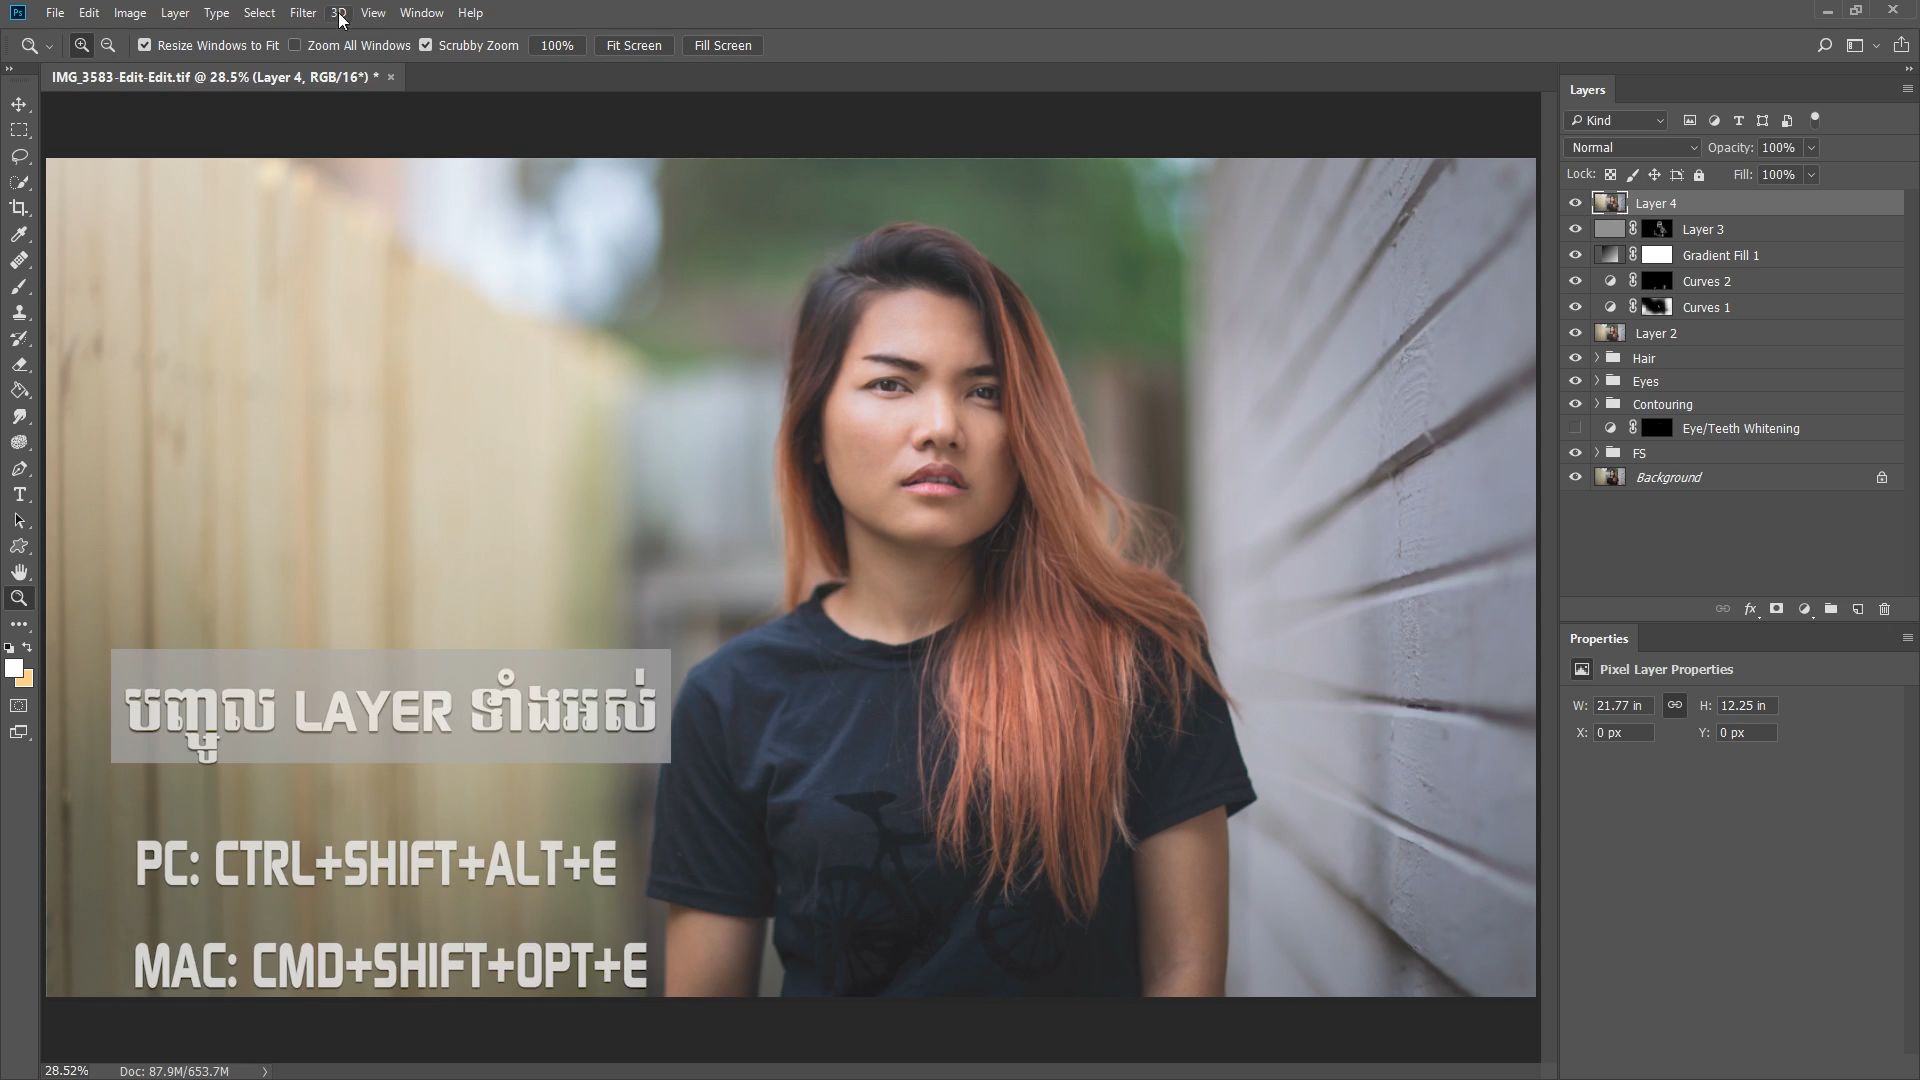 Ps File Edit Image Layer Type Select Filter 3D View Window Help
Resize Windows to Fit Zoom All Windows Scrubby Zoom 100% Fit Screen Fill Screen
IMG_3583-Edit-Edit.tif @ 28.5% (Layer 4, RGB/16*) * ×
Layers
Kind
Normal Opacity: 100%
Lock: Fill: 100%
Layer 4
Layer 3
Gradient Fill 1
Curves 2
Curves 1
Layer 2
Hair
Eyes
Contouring
Eye/Teeth Whitening
FS
Background
fx
Properties
Pixel Layer Properties
W: 21.77 in H: 12.25 in
X: 0 px Y: 0 px
បញ្ចូល LAYER ទាំងអស់
PC: CTRL+SHIFT+ALT+E
MAC: CMD+SHIFT+OPT+E
28.52% Doc: 87.9M/653.7M